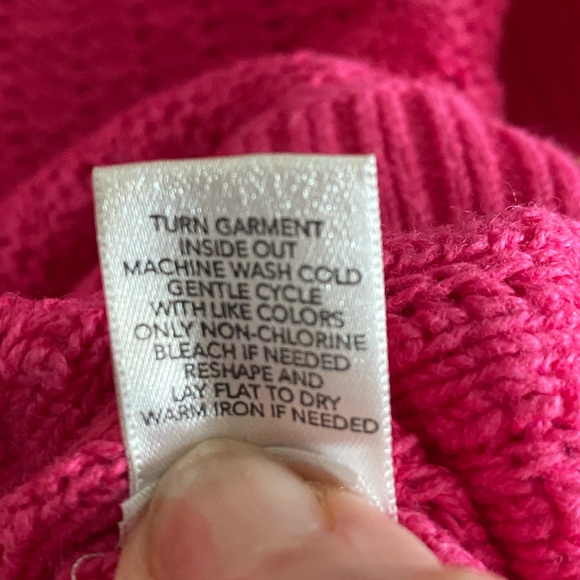 TURN GARMENT
INSIDE OUT
MACHINE WASH COLD
GENTLE CYCLE
WITH LIKE COLORS
ONLY NON-CHLORINE
BLEACH IF NEEDED
RESHAPE AND
LAY FLAT TO DRY
WARM IRON IF NEEDED